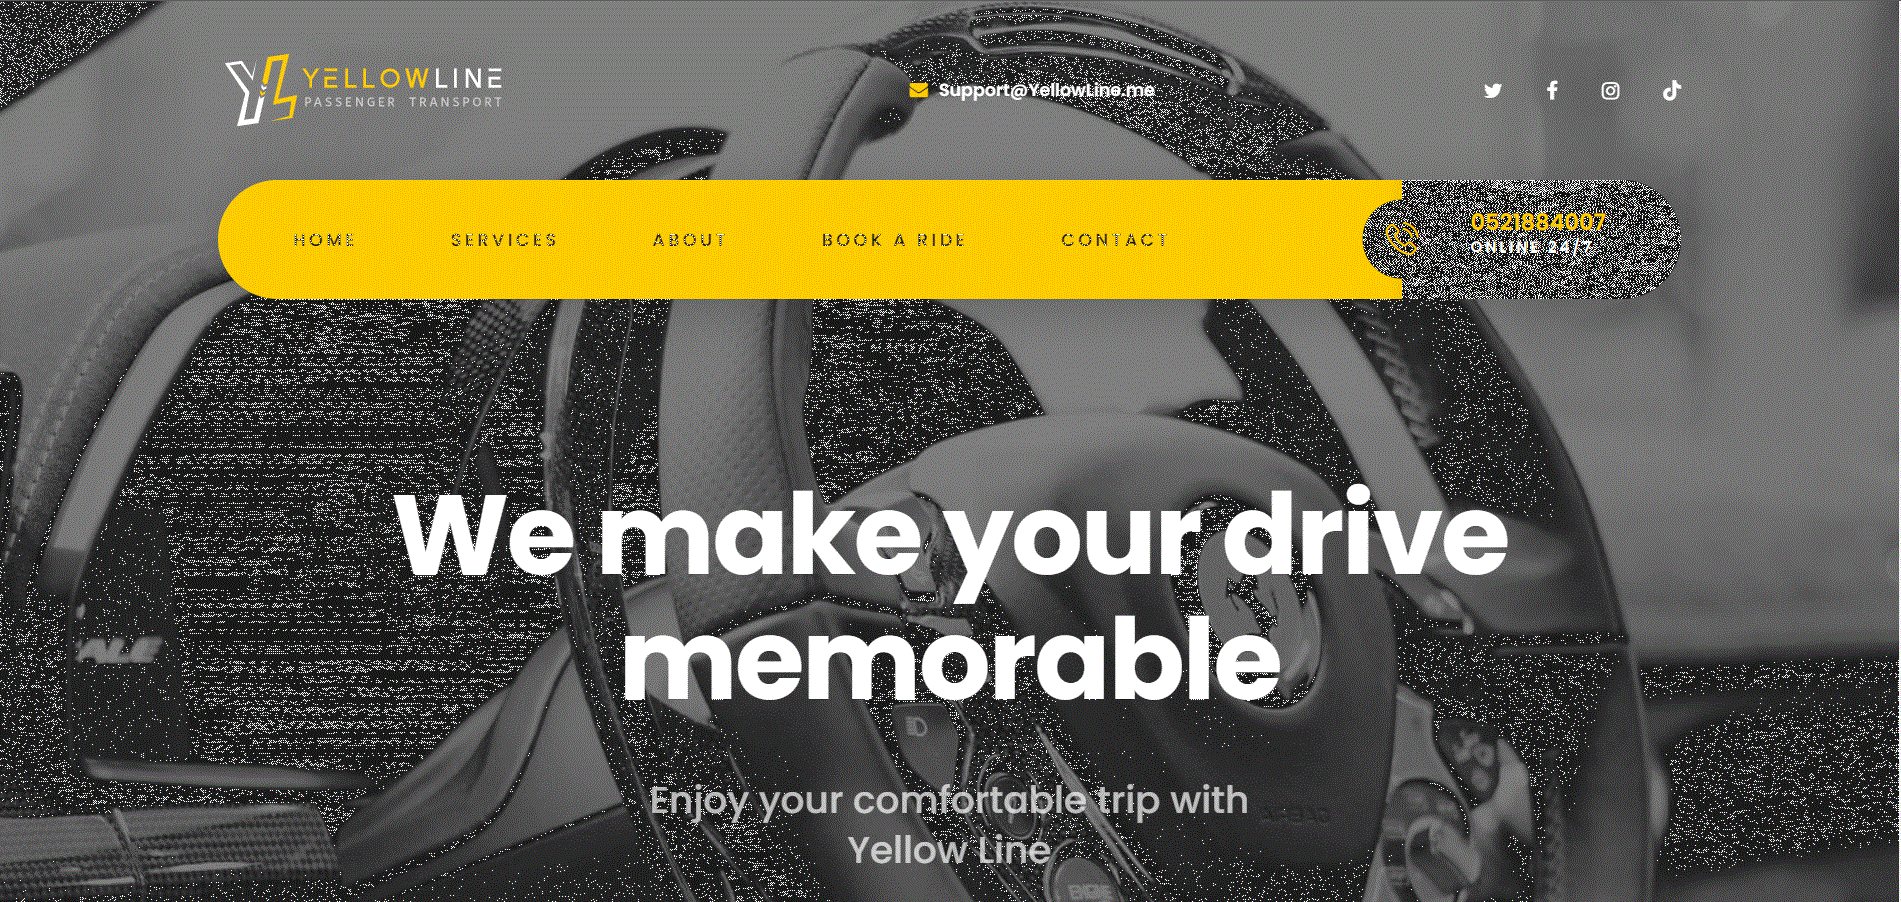 YELLOWLINE
PASSENGER TRANSPORT
Support@YellowLine.me
HOME SERVICES ABOUT BOOK A RIDE CONTACT
0521884007
ONLINE 24/7
We make your drive
memorable
Enjoy your comfortable trip with
Yellow Line